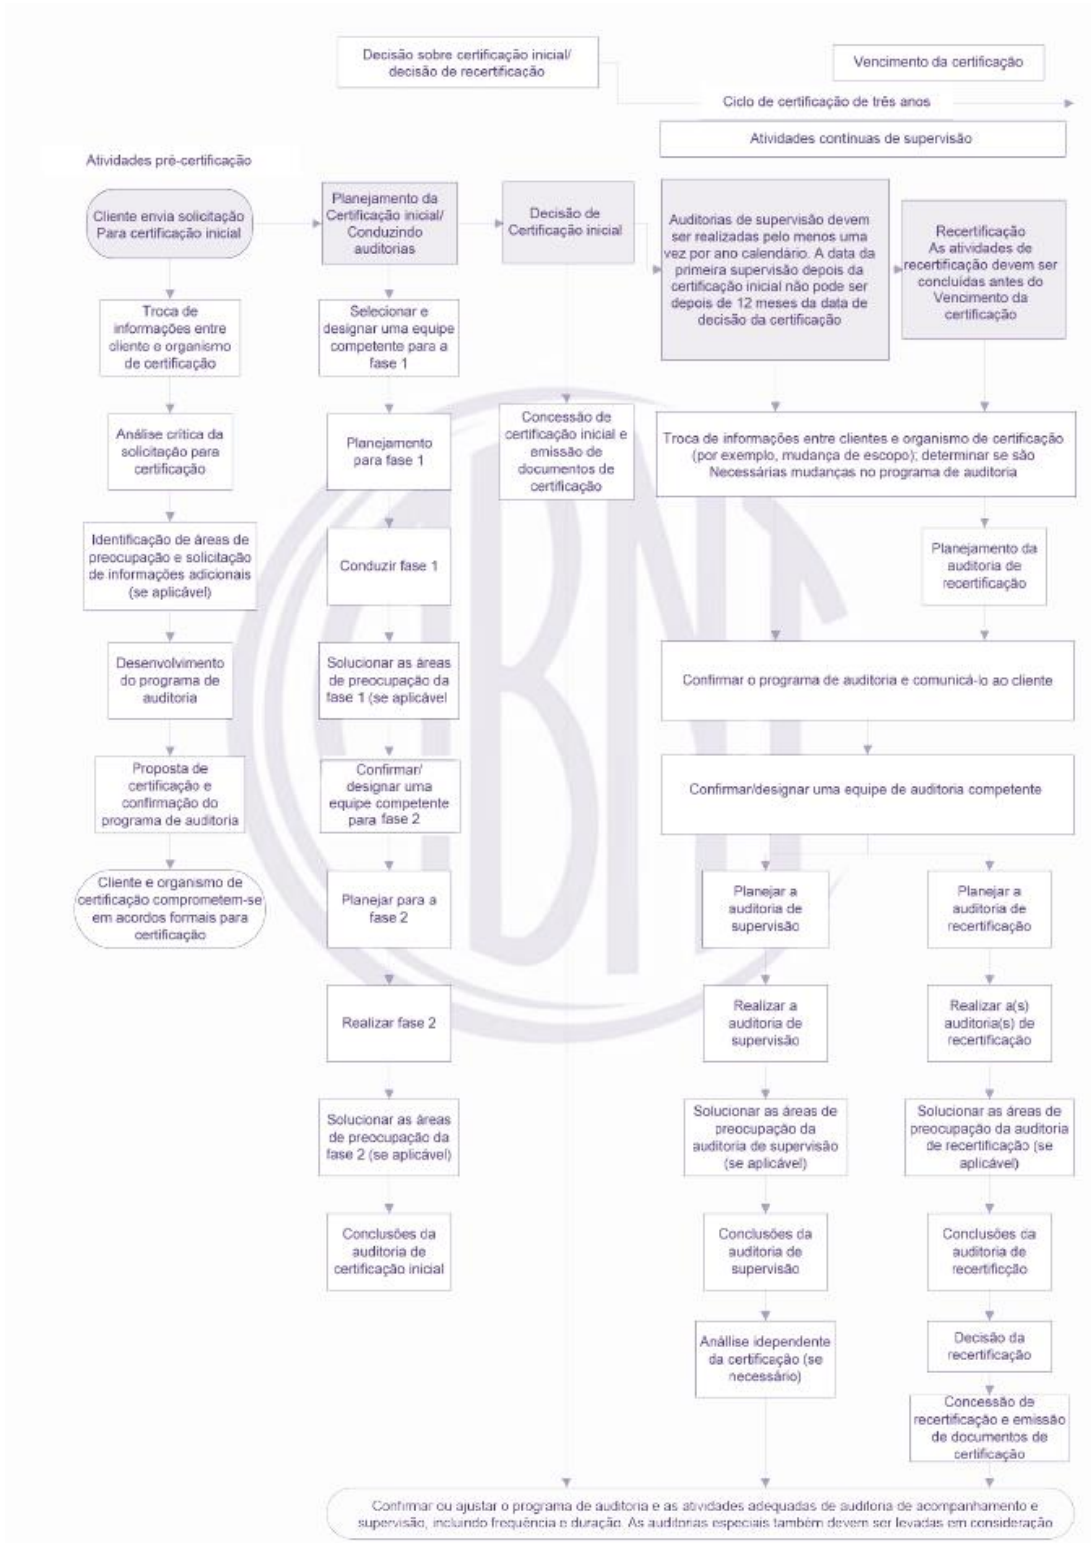 Decisão sobre certificação inicial/
decisão de recertificação
Vencimento da certificação
Ciclo de certificação de três anos
Atividades contínuas de supervisão
Atividades pré-certificação
Cliente envia solicitação
Para certificação inicial
Planejamento da
Certificação inicial/
Conduzindo
auditorias
Decisão de
Certificação inicial
Auditorias de supervisão devem
ser realizadas pelo menos uma
vez por ano calendário. A data da
primeira supervisão depois da
certificação inicial não pode ser
depois de 12 meses da data de
decisão da certificação
Recertificação
As atividades de
recertificação devem ser
concluídas antes do
Vencimento da
certificação
Troca de
informações entre
cliente e organismo
de certificação
Análise crítica da
solicitação para
certificação
Identificação de áreas de
preocupação e solicitação
de informações adicionais
(se aplicável)
Desenvolvimento
do programa de
auditoria
Proposta de
certificação e
confirmação do
programa de auditoria
Cliente e organismo de
certificação comprometem-se
em acordos formais para
certificação
Selecionar e
designar uma equipe
competente para a
fase 1
Planejamento
para fase 1
Conduzir fase 1
Solucionar as áreas
de preocupação da
fase 1 (se aplicável
Confirmar/
designar uma
equipe competente
para fase 2
Planejar para a
fase 2
Realizar fase 2
Solucionar as áreas
de preocupação da
fase 2 (se aplicável)
Conclusões da
auditoria de
certificação inicial
Concessão de
certificação inicial e
emissão de
documentos de
certificação
Troca de informações entre clientes e organismo de certificação
(por exemplo, mudança de escopo); determinar se são
Necessárias mudanças no programa de auditoria
Planejamento da
auditoria de
recertificação
Confirmar o programa de auditoria e comunicá-lo ao cliente
Confirmar/designar uma equipe de auditoria competente
Planejar a
auditoria de
supervisão
Realizar a
auditoria de
supervisão
Solucionar as áreas de
preocupação da
auditoria de supervisão
(se aplicável)
Conclusões da
auditoria de
supervisão
Anállise idependente
da certificação (se
necessário)
Planejar a
auditoria de
recertificação
Realizar a(s)
auditoria(s) de
recertificação
Solucionar as áreas de
preocupação da auditoria
de recertificação (se
aplicável)
Conclusões da
auditoria de
recertificção
Decisão da
recertificação
Concessão de
recertificação e emissão
de documentos de
certificação
Confirmar ou ajustar o programa de auditoria e as atividades adequadas de auditoria de acompanhamento e
supervisão, incluindo frequência e duração. As auditorias especiais também devem ser levadas em consideração
ABNT